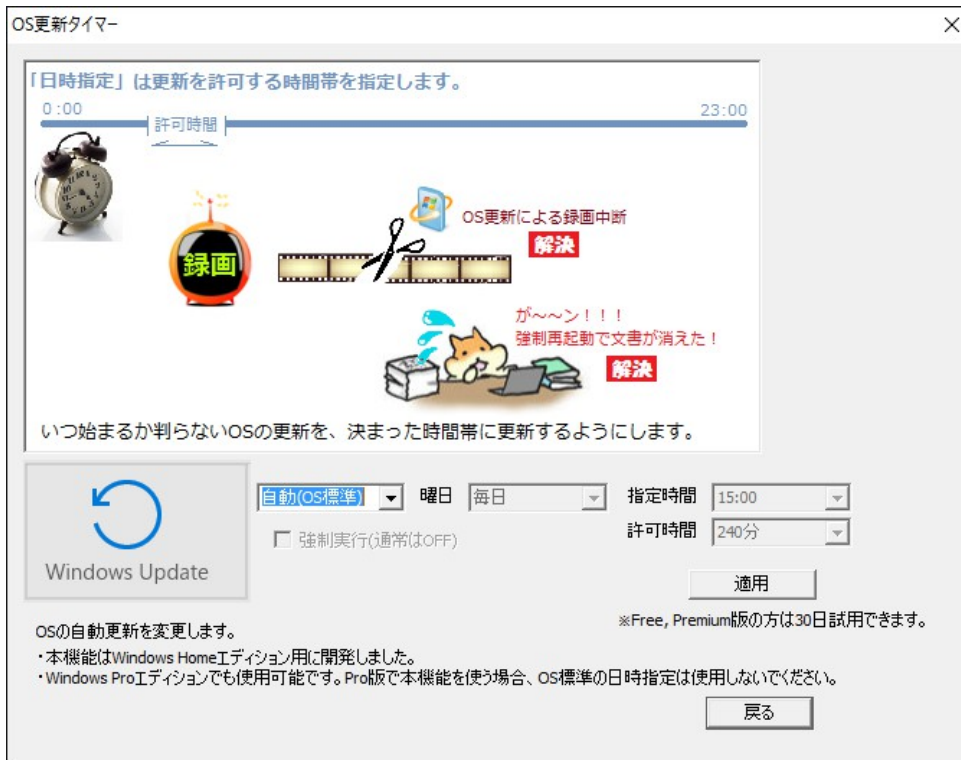 OS更新タイマー
「日時指定」は更新を許可する時間帯を指定します。
0:00
23:00
許可時間
OS更新による録画中断
解決
録画
が~~ン!!!
強制再起動で文書が消えた!
解決
いつ始まるか判らないOSの更新を、決まった時間帯に更新するようにします。
自動(OS標準) 曜日 毎日 指定時間 15:00
強制実行(通常はOFF) 許可時間 240分
Windows Update
適用
※Free, Premium版の方は30日試用できます。
OSの自動更新を変更します。
・本機能はWindows Homeエディション用に開発しました。
・Windows Proエディションでも使用可能です。Pro版で本機能を使う場合、OS標準の日時指定は使用しないでください。
戻る